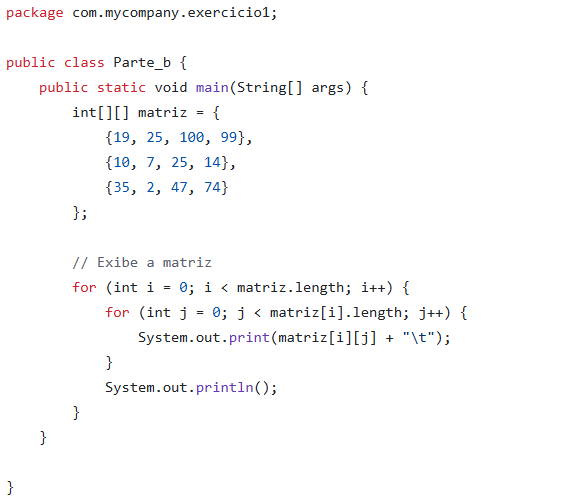 package com.mycompany.exercicio1;

public class Parte_b {
    public static void main(String[] args) {
        int[][] matriz = {
            {19, 25, 100, 99},
            {10, 7, 25, 14},
            {35, 2, 47, 74}
        };

        // Exibe a matriz
        for (int i = 0; i < matriz.length; i++) {
            for (int j = 0; j < matriz[i].length; j++) {
                System.out.print(matriz[i][j] + "\t");
            }
            System.out.println();
        }
    }

}